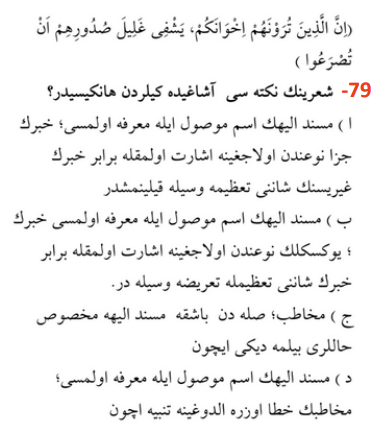 (اِنَّ الَّذِينَ تُرَوْنَهُمْ اِخْوَانَكُمْ، يَشْفِى غَلِيلَ صُدُورِهِمْ اَنْ
تُصْرَعُوا )
79- شعرينك نكته سى آشاغيده كيلردن هانكيسيدر؟
ا ) مسند اليهك اسم موصول ايله معرفه اولمسى؛ خبرك
جزا نوعندن اولاجغينه اشارت اولمقله برابر خبرك
غيريسنك شاننى تعظيمه وسيله قيلينمشدر
ب ) مسند اليهك اسم موصول ايله معرفه اولمسى خبرك
؛ يوكسكلك نوعندن اولاجغينه اشارت اولمقله برابر
خبرك شاننى تعظيمله تعريضه وسيله در.
ج ) مخاطب؛ صله دن باشقه مسند اليهه مخصوص
حاللرى بيلمه ديكى ايچون
د ) مسند اليهك اسم موصول ايله معرفه اولمسى؛
مخاطبك خطا اوزره الدوغينه تنبيه اچون